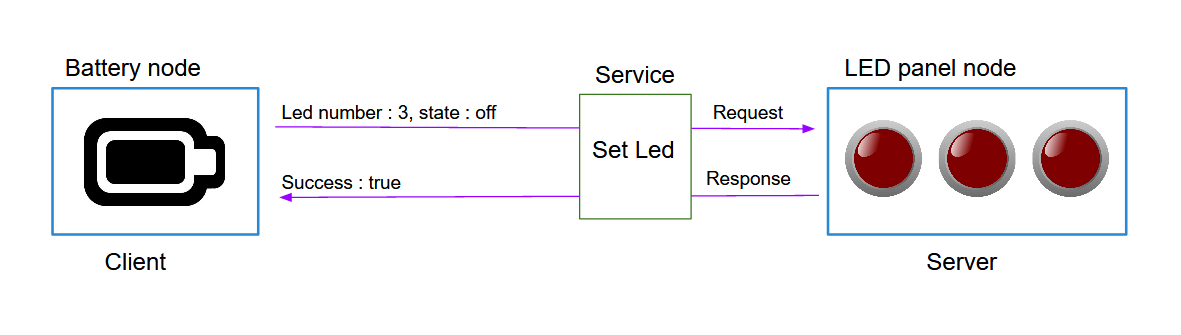 Battery node
Service
LED panel node
Led number : 3, state : off
Request
Set Led
Success : true
Response
Client
Server